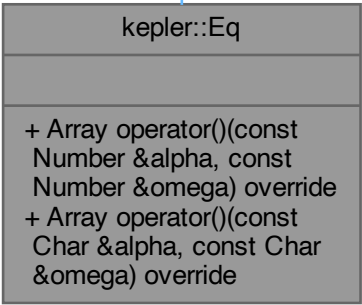 kepler::Eq
+ Array operator()(const
Number &alpha, const
Number &omega) override
+ Array operator()(const
Char &alpha, const Char
&omega) override